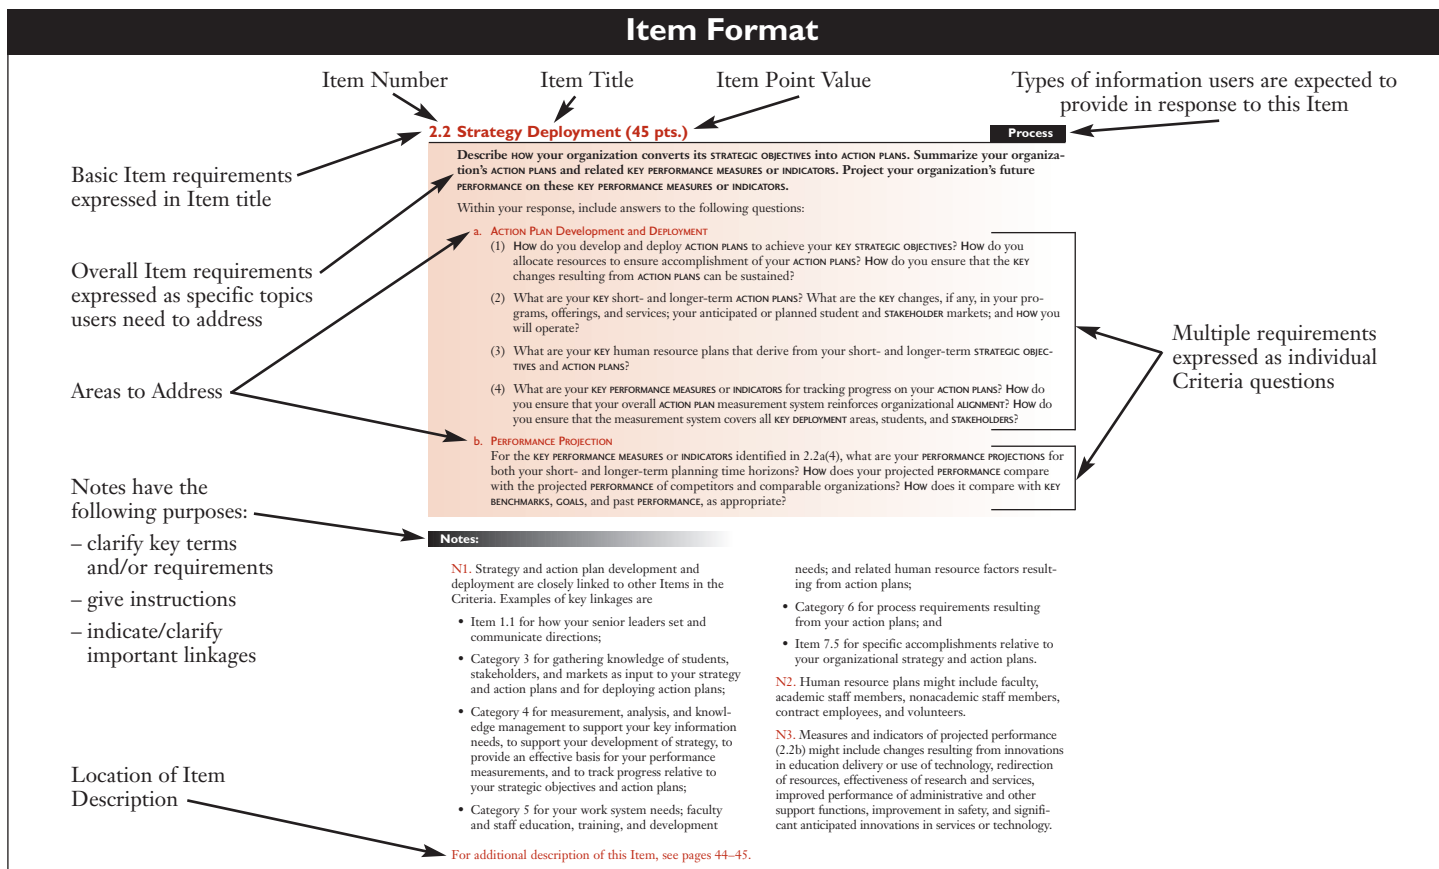 Item Format
Item Number
Item Title
Item Point Value
Types of information users are expected to
provide in response to this Item
2.2 Strategy Deployment (45 pts.)
Process
Basic Item requirements
expressed in Item title
Overall Item requirements
expressed as specific topics
users need to address
Areas to Address
Describe HOW your organization converts its STRATEGIC OBJECTIVES into ACTION PLANS. Summarize your organiza-
tion's ACTION PLANS and related KEY PERFORMANCE MEASURES or INDICATORS. Project your organization's future
PERFORMANCE on these KEY PERFORMANCE MEASURES or INDICATORS.
Within your response, include answers to the following questions:
a. ACTION PLAN Development and DEPLOYMENT
(1) HOW do you develop and deploy ACTION PLANS to achieve your KEY STRATEGIC OBJECTIVES? HOW do you
allocate resources to ensure accomplishment of your ACTION PLANS? HOW do you ensure that the KEY
changes resulting from ACTION PLANS can be sustained?
(2) What are your KEY short- and longer-term ACTION PLANS? What are the KEY changes, if any, in your pro-
grams, offerings, and services; your anticipated or planned student and STAKEHOLDER markets; and HOW you
will operate?
(3) What are your KEY human resource plans that derive from your short- and longer-term STRATEGIC OBJEC-
TIVES and ACTION PLANS?
(4) What are your KEY PERFORMANCE MEASURES or INDICATORS for tracking progress on your ACTION PLANS? HOW do
you ensure that your overall ACTION PLAN measurement system reinforces organizational ALIGNMENT? HOW do
you ensure that the measurement system covers all KEY DEPLOYMENT areas, students, and STAKEHOLDERS?
b. PERFORMANCE PROJECTION
For the KEY PERFORMANCE MEASURES or INDICATORS identified in 2.2a(4), what are your PERFORMANCE PROJECTIONS for
both your short- and longer-term planning time horizons? HOW does your projected PERFORMANCE compare
with the projected PERFORMANCE of competitors and comparable organizations? HOW does it compare with KEY
BENCHMARKS, GOALS, and past PERFORMANCE, as appropriate?
Multiple requirements
expressed as individual
Criteria questions
Notes have the
following purposes:
– clarify key terms
and/or requirements
– give instructions
– indicate/clarify
important linkages
Location of Item
Description
Notes:
N1. Strategy and action plan development and
deployment are closely linked to other Items in the
Criteria. Examples of key linkages are
• Item 1.1 for how your senior leaders set and
communicate directions;
• Category 3 for gathering knowledge of students,
stakeholders, and markets as input to your strategy
and action plans and for deploying action plans;
• Category 4 for measurement, analysis, and knowl-
edge management to support your key information
needs, to support your development of strategy, to
provide an effective basis for your performance
measurements, and to track progress relative to
your strategic objectives and action plans;
• Category 5 for your work system needs; faculty
and staff education, training, and development
needs; and related human resource factors result-
ing from action plans;
• Category 6 for process requirements resulting
from your action plans; and
• Item 7.5 for specific accomplishments relative to
your organizational strategy and action plans.
N2. Human resource plans might include faculty,
academic staff members, nonacademic staff members,
contract employees, and volunteers.
N3. Measures and indicators of projected performance
(2.2b) might include changes resulting from innovations
in education delivery or use of technology, redirection
of resources, effectiveness of research and services,
improved performance of administrative and other
support functions, improvement in safety, and signifi-
cant anticipated innovations in services or technology.
For additional description of this Item, see pages 44–45.